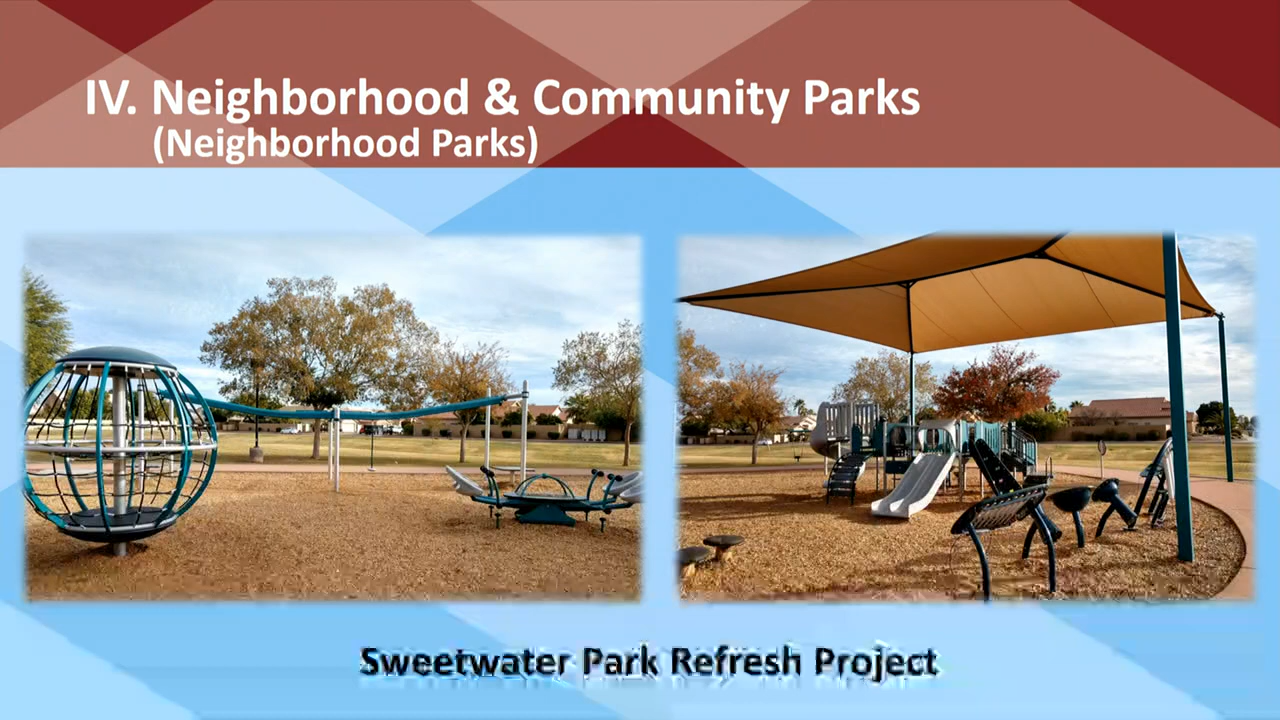 IV. Neighborhood & Community Parks
(Neighborhood Parks)
Sweetwater Park Refresh Project